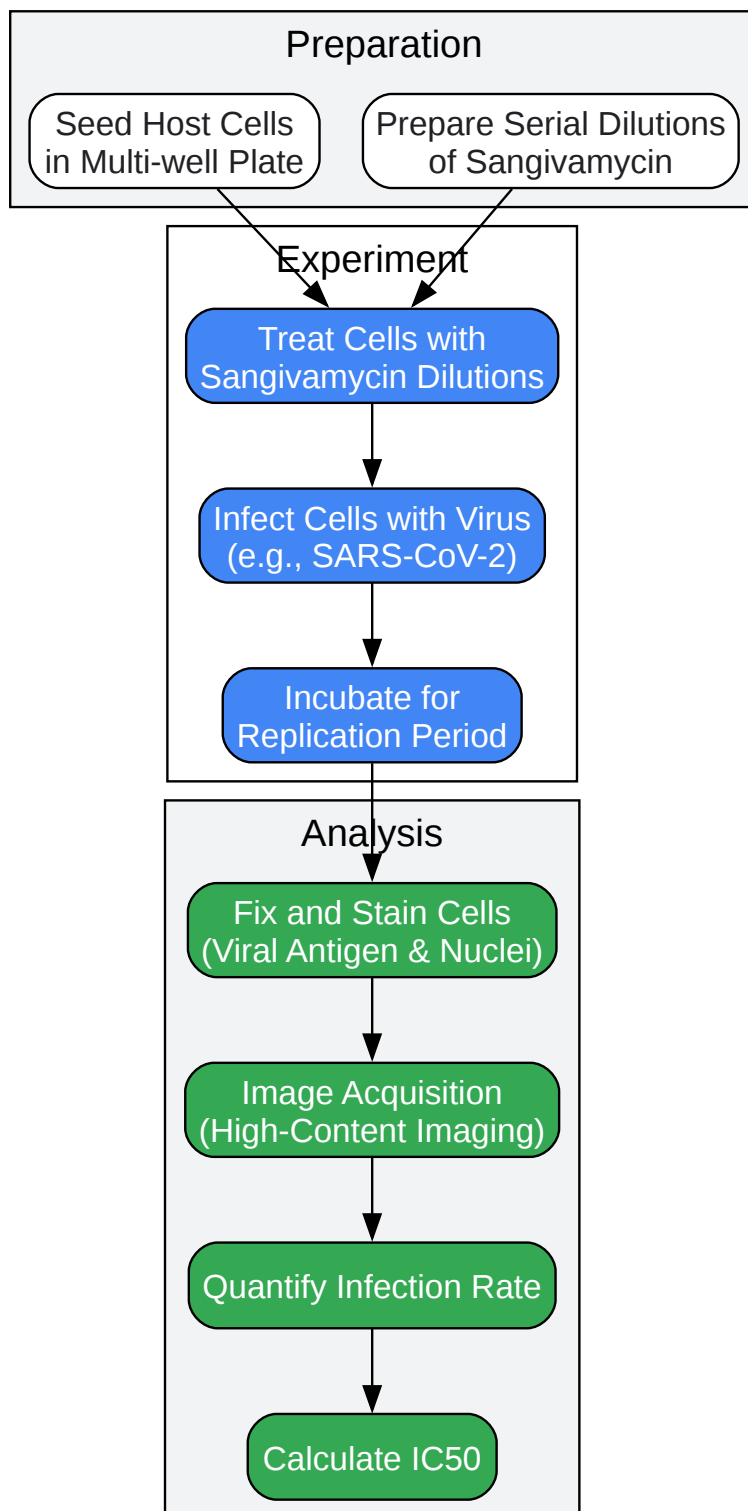 Preparation
Seed Host Cells
in Multi-well Plate
Prepare Serial Dilutions
of Sangivamycin
Experiment
Treat Cells with
Sangivamycin Dilutions
Infect Cells with Virus
(e.g., SARS-CoV-2)
Incubate for
Replication Period
Analysis
Fix and Stain Cells
(Viral Antigen & Nuclei)
Image Acquisition
(High-Content Imaging)
Quantify Infection Rate
Calculate IC50